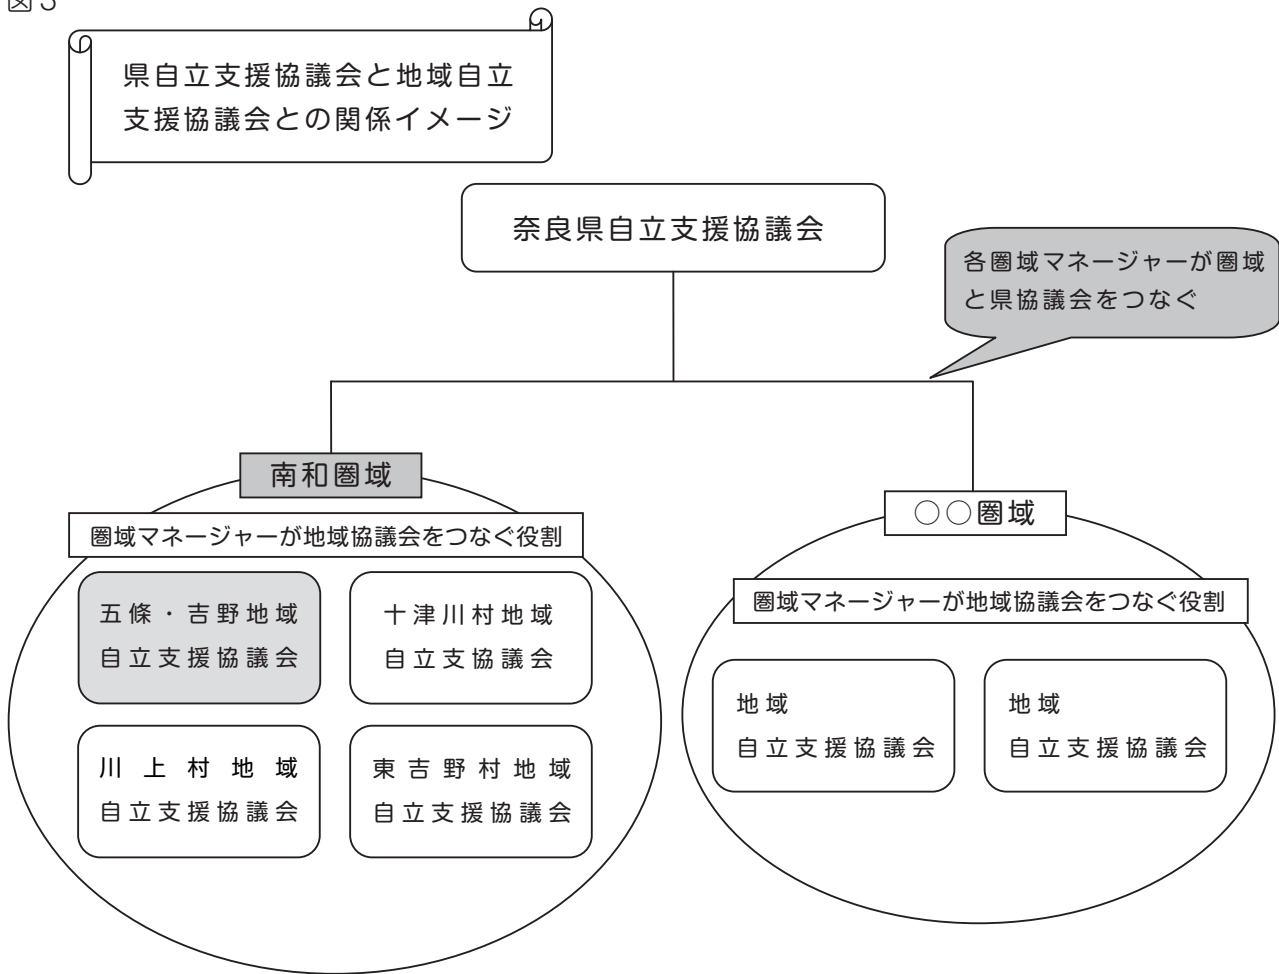 図３
県自立支援協議会と地域自立
支援協議会との関係イメージ
奈良県自立支援協議会
各圏域マネージャーが圏域
と県協議会をつなぐ
南和圏域
圏域マネージャーが地域協議会をつなぐ役割
五條・吉野地域
自立支援協議会
十津川村地域
自立支協議会
川上村地域
自立支援協議会
東吉野村地域
自立支援協議会
○○圏域
圏域マネージャーが地域協議会をつなぐ役割
地域
自立支援協議会
地域
自立支援協議会